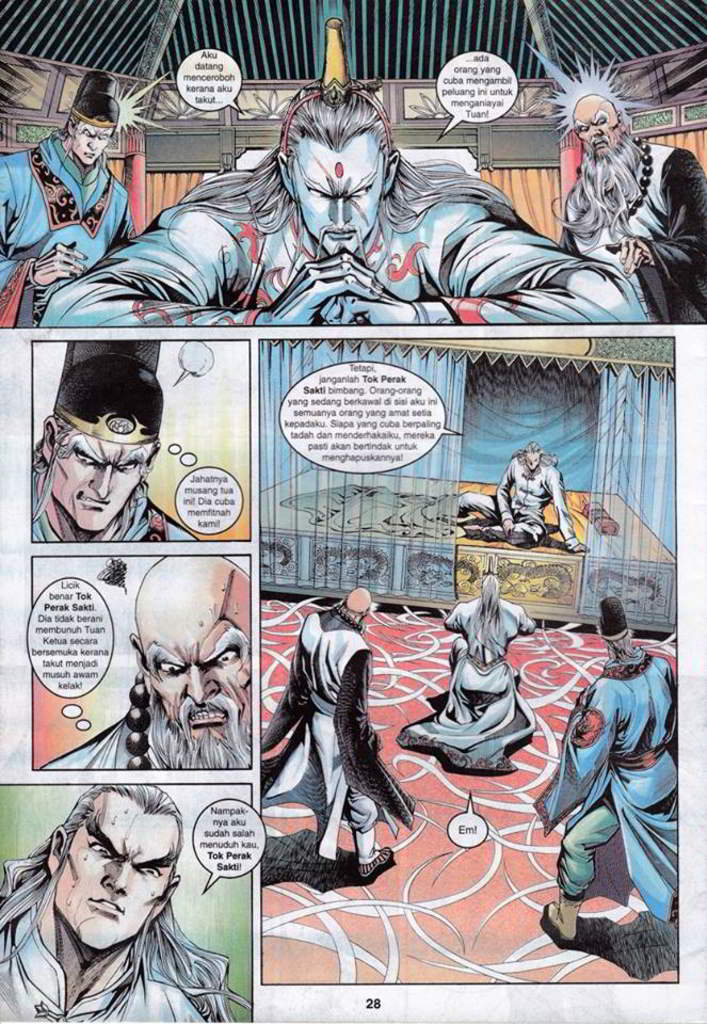 Aku
datang
menceroboh
kerana aku
takut...
...ada
orang yang
cuba mengambil
peluang ini untuk
menganiayai
Tuan!
Jahatnya
musang tua
ini! Dia cuba
memfitnah
kami!
Tetapi,
janganlah Tok Perak
Sakti bimbang. Orang-orang
yang sedang berkawal di sisi aku ini
semuanya orang yang amat setia
kepadaku. Siapa yang cuba berpaling
tadah dan menderhakaiku, mereka
pasti akan bertindak untuk
menghapuskannya!
Licik
benar Tok
Perak Sakti.
Dia tidak berani
membunuh Tuan
Ketua secara
bersemuka kerana
takut menjadi
musuh awam
kelak!
Nampak-
nya aku
sudah salah
menuduh kau,
Tok Perak
Sakti!
Em!
28